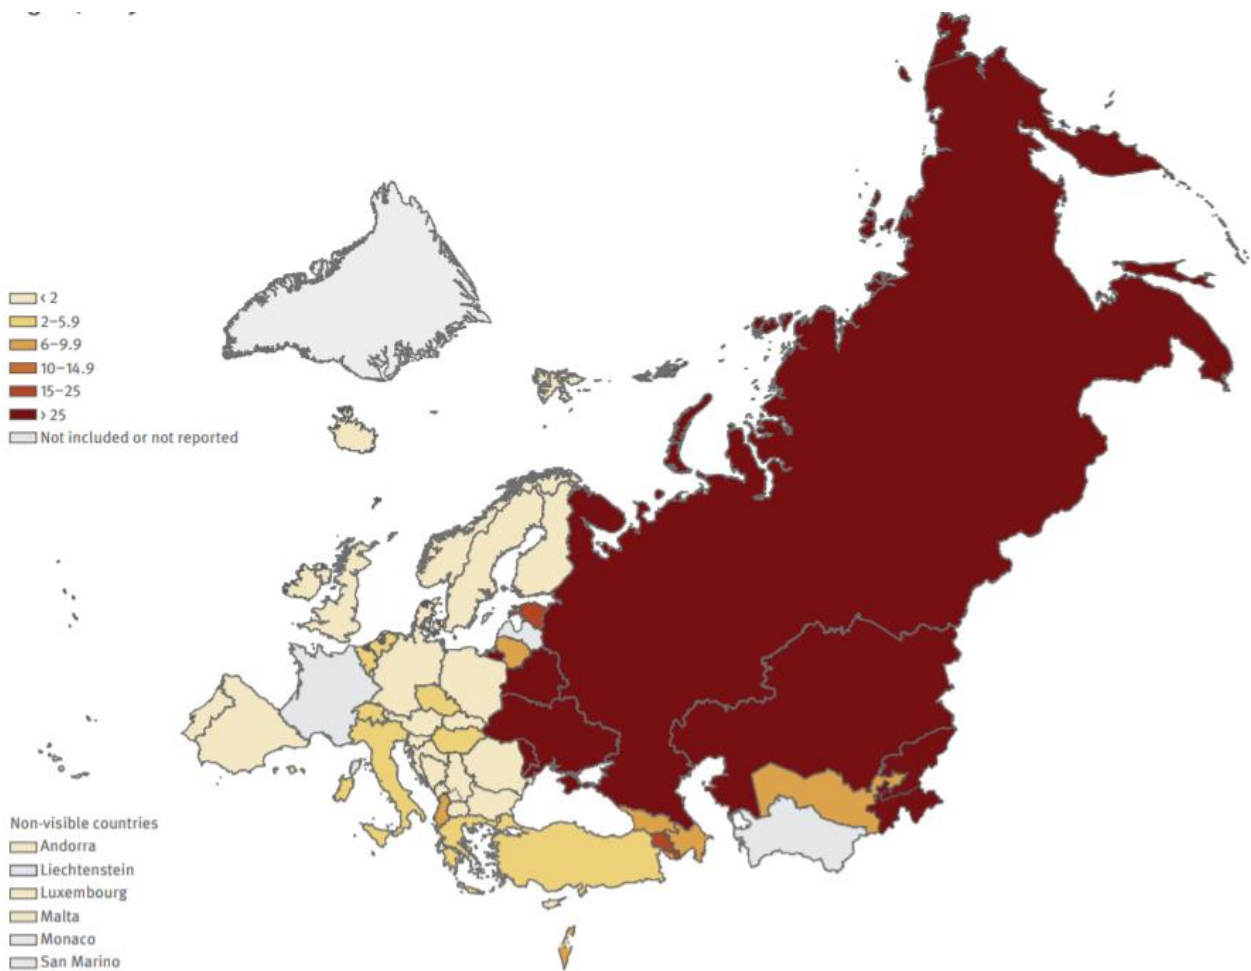 < 2
2–5.9
6–9.9
10–14.9
15–25
> 25
Not included or not reported
Non-visible countries
Andorra
Liechtenstein
Luxembourg
Malta
Monaco
San Marino